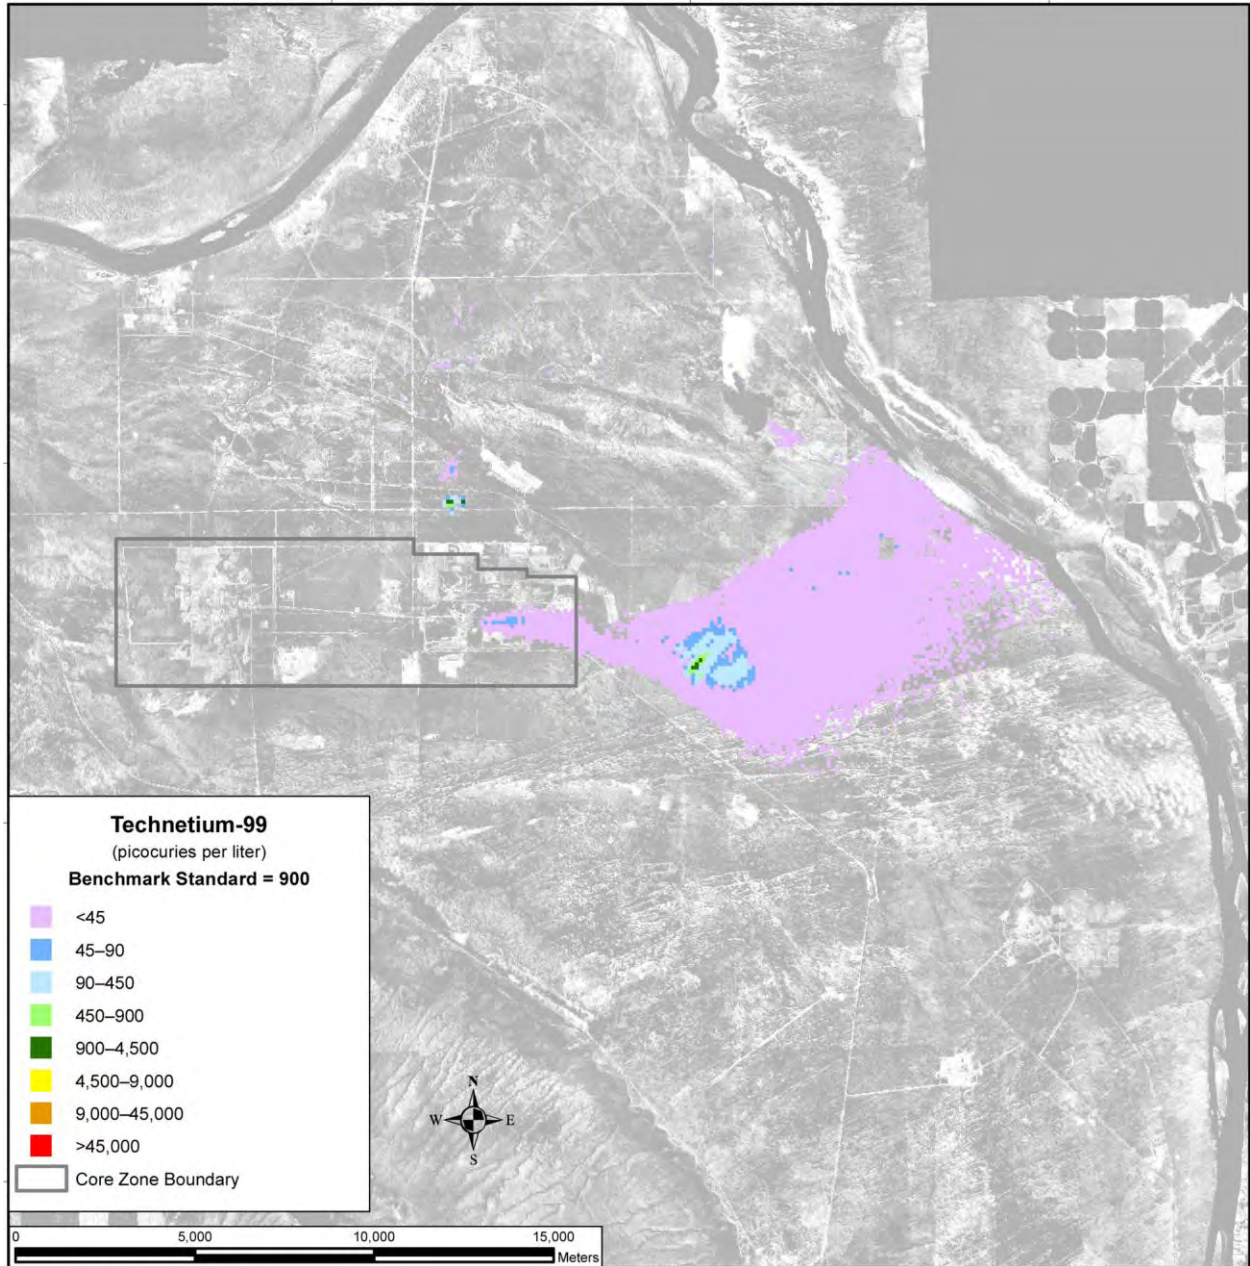 Technetium-99
(picocuries per liter)
Benchmark Standard = 900
<45
45–90
90–450
450–900
900–4,500
4,500–9,000
9,000–45,000
>45,000
Core Zone Boundary
N
W E
S
0 5,000 10,000 15,000
Meters